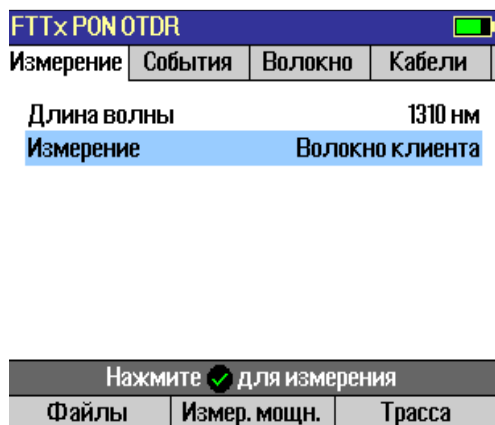 FTTx PON OTDR
Измерение События Волокно Кабели
Длина волны 1310 нм
Измерение Волокно клиента
Нажмите для измерения
Файлы Измер. мощн. Трасса